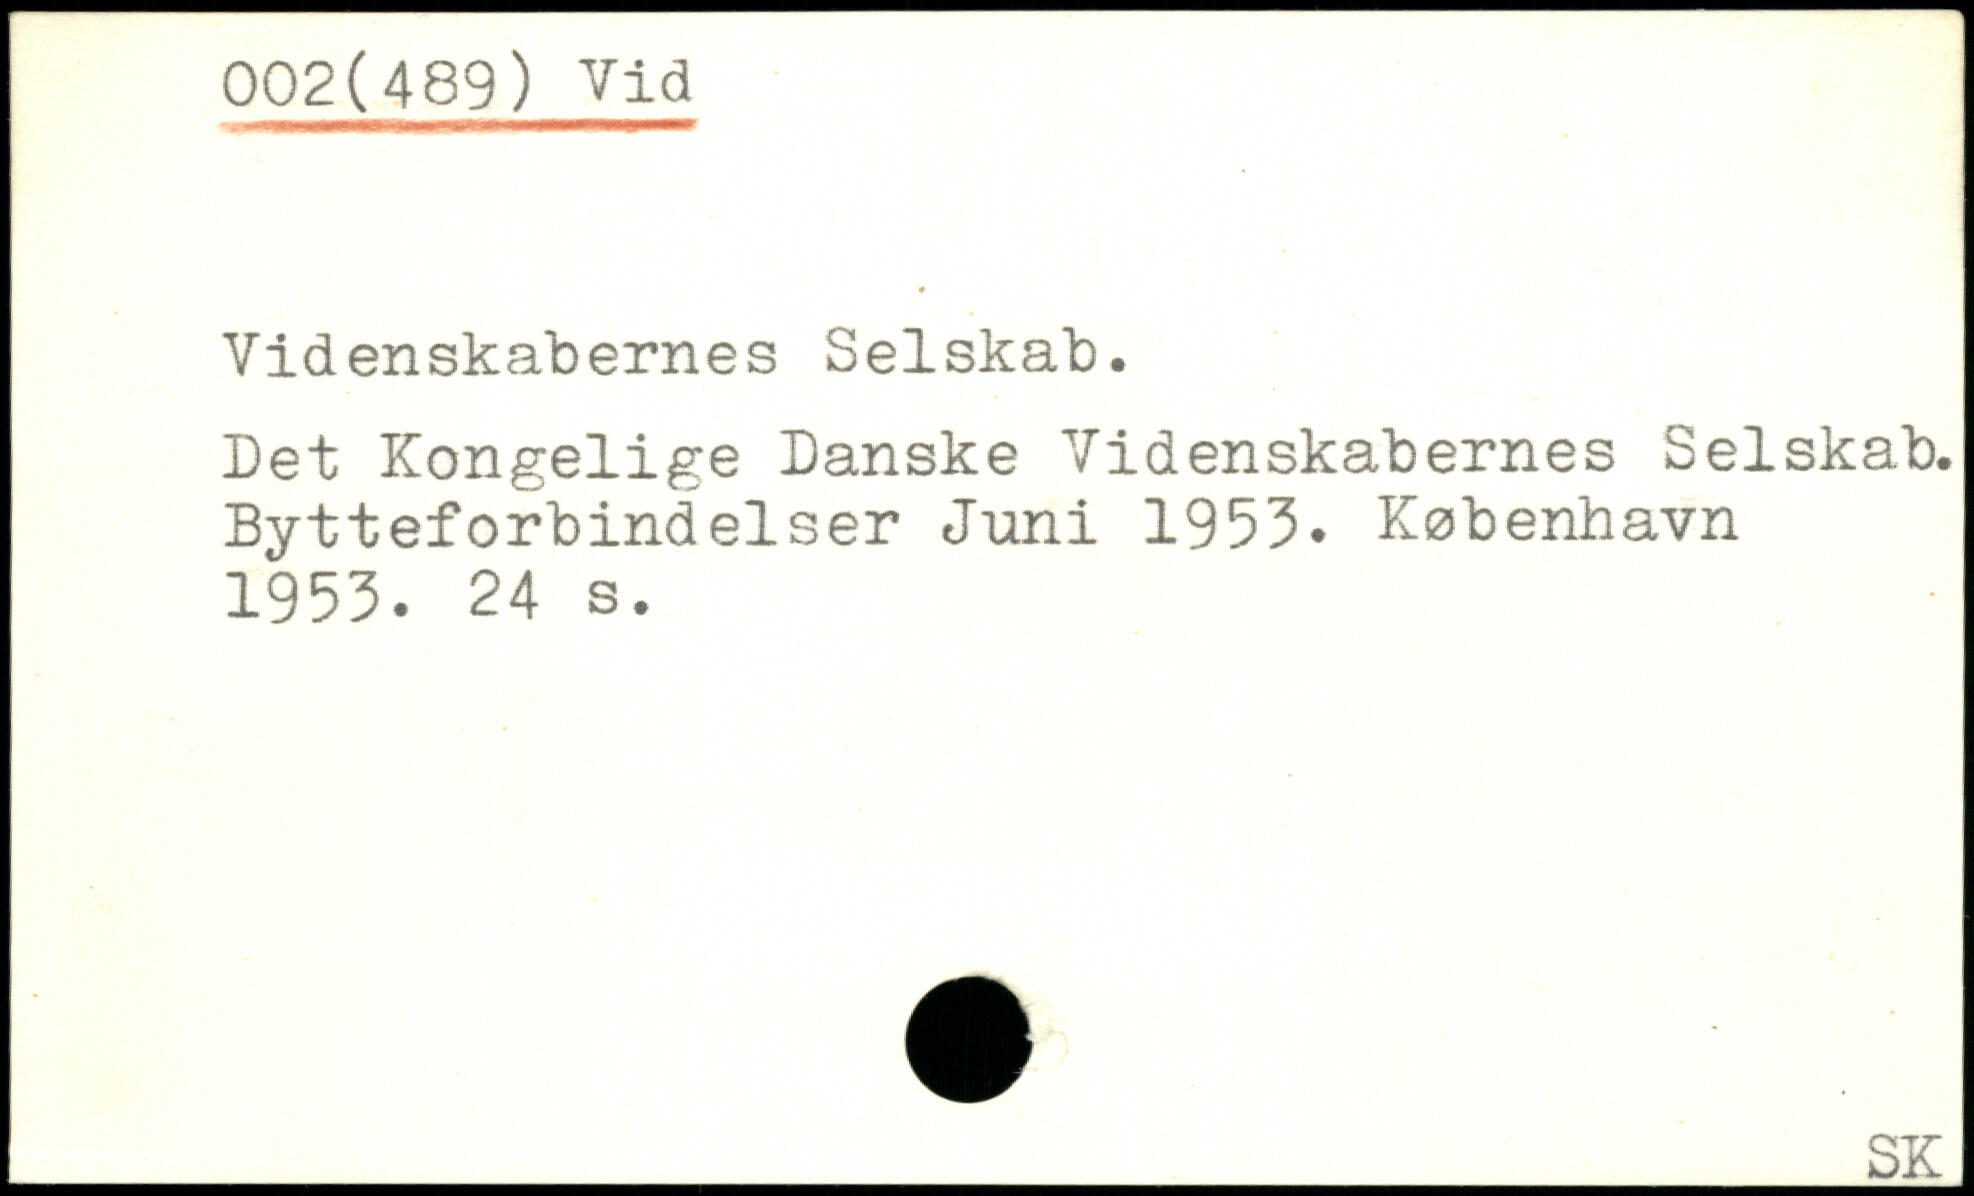 002(489) Vid
Videnskabernes Selskab.
Det Kongelige Danske Videnskabernes Selskab.
Bytteforbindelser Juni 1953. København
1953. 24 s.
SK